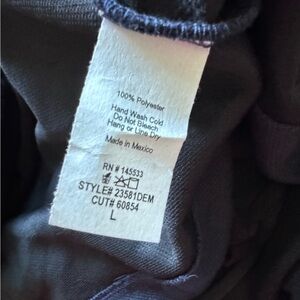 100% Polyester
Hand Wash Cold
Do Not Bleach
Hang or Line Dry
Made in Mexico
RN # 145533
STYLE# 23581DEM
CUT# 60854
L